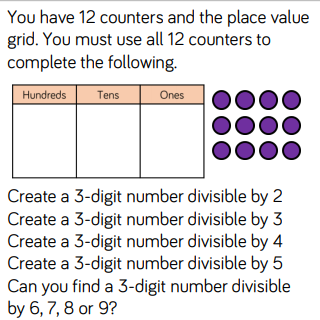 You have 12 counters and the place value
grid. You must use all 12 counters to
complete the following.
Hundreds Tens Ones
Create a 3-digit number divisible by 2
Create a 3-digit number divisible by 3
Create a 3-digit number divisible by 4
Create a 3-digit number divisible by 5
Can you find a 3-digit number divisible
by 6, 7, 8 or 9?